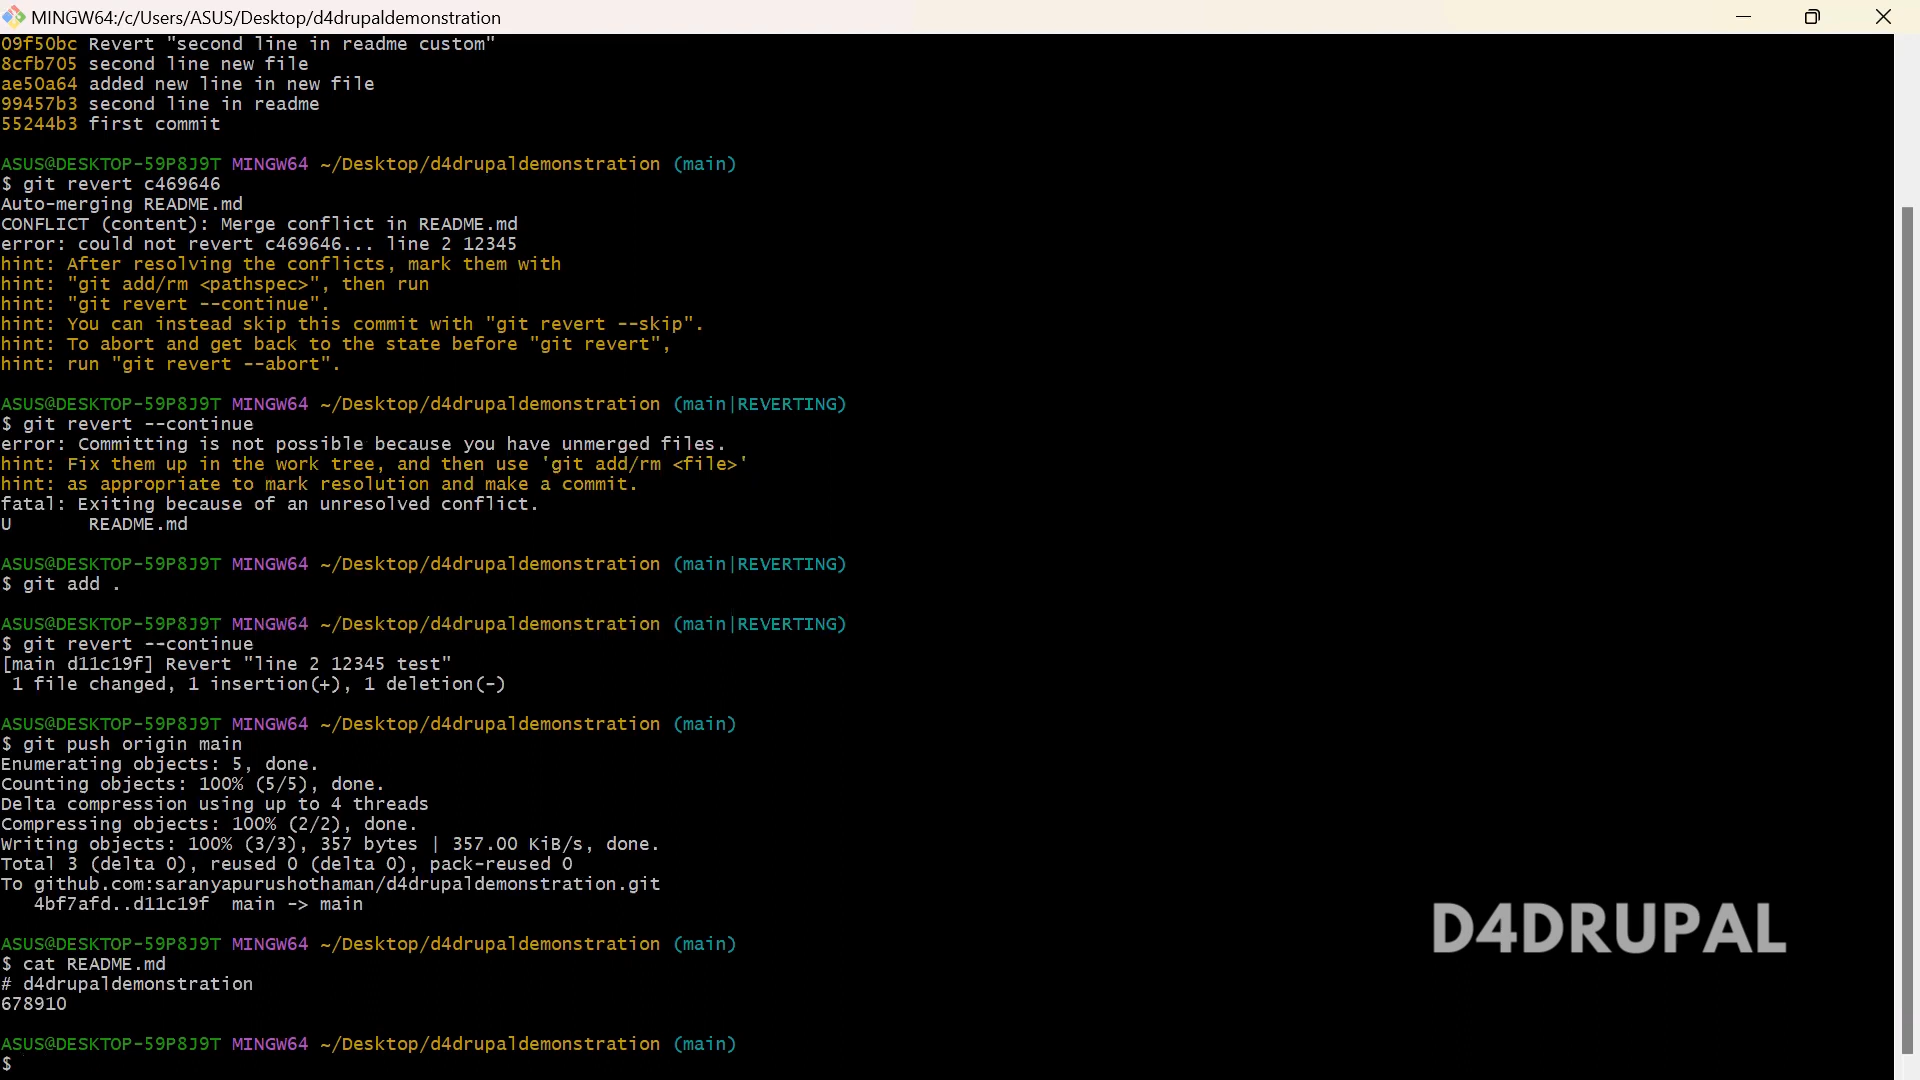 MINGW64:/c/Users/ASUS/Desktop/d4drupaldemonstration
09f50bc Revert "second line in readme custom"
8cfb705 second line new file
ae50a64 added new line in new file
99457b3 second line in readme
55244b3 first commit
ASUS@DESKTOP-59P8J9T MINGW64 ~/Desktop/d4drupaldemonstration (main)
$ git revert c469646
Auto-merging README.md
CONFLICT (content): Merge conflict in README.md
error: could not revert c469646... line 2 12345
hint: After resolving the conflicts, mark them with
hint: "git add/rm <pathspec>", then run
hint: "git revert --continue".
hint: You can instead skip this commit with "git revert --skip".
hint: To abort and get back to the state before "git revert",
hint: run "git revert --abort".
ASUS@DESKTOP-59P8J9T MINGW64 ~/Desktop/d4drupaldemonstration (main|REVERTING)
$ git revert --continue
error: Committing is not possible because you have unmerged files.
hint: Fix them up in the work tree, and then use 'git add/rm <file>'
hint: as appropriate to mark resolution and make a commit.
fatal: Exiting because of an unresolved conflict.
U       README.md
ASUS@DESKTOP-59P8J9T MINGW64 ~/Desktop/d4drupaldemonstration (main|REVERTING)
$ git add .
ASUS@DESKTOP-59P8J9T MINGW64 ~/Desktop/d4drupaldemonstration (main|REVERTING)
$ git revert --continue
[main d11c19f] Revert "line 2 12345 test"
 1 file changed, 1 insertion(+), 1 deletion(-)
ASUS@DESKTOP-59P8J9T MINGW64 ~/Desktop/d4drupaldemonstration (main)
$ git push origin main
Enumerating objects: 5, done.
Counting objects: 100% (5/5), done.
Delta compression using up to 4 threads
Compressing objects: 100% (2/2), done.
Writing objects: 100% (3/3), 357 bytes | 357.00 KiB/s, done.
Total 3 (delta 0), reused 0 (delta 0), pack-reused 0
To github.com:saranyapurushothaman/d4drupaldemonstration.git
   4bf7afd..d11c19f  main -> main
ASUS@DESKTOP-59P8J9T MINGW64 ~/Desktop/d4drupaldemonstration (main)
$ cat README.md
# d4drupaldemonstration
678910
ASUS@DESKTOP-59P8J9T MINGW64 ~/Desktop/d4drupaldemonstration (main)
$
D4DRUPAL